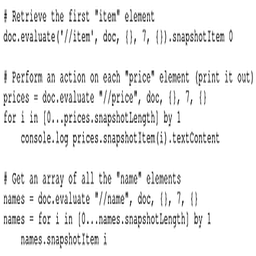 # Retrieve the first "item" element
doc.evaluate('//item', doc, {}, 7, {}).snapshotItem 0
# Perform an action on each "price" element (print it out)
prices = doc.evaluate "//price", doc, {}, 7, {}
for i in [0...prices.snapshotLength] by 1
console.log prices.snapshotItem(i).textContent
# Get an array of all the "name" elements
names = doc.evaluate "//name", doc, {}, 7, {}
names = for i in [0...names.snapshotLength] by 1
names.snapshotItem i